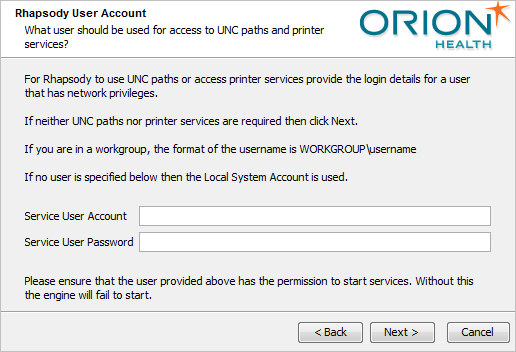 Rhapsody User Account
What user should be used for access to UNC paths and printer
services?
ORION
HEALTH
For Rhapsody to use UNC paths or access printer services provide the login details for a user
that has network privileges.
If neither UNC paths nor printer services are required then click Next.
If you are in a workgroup, the format of the username is WORKGROUP\username
If no user is specified below then the Local System Account is used.
Service User Account
Service User Password
Please ensure that the user provided above has the permission to start services. Without this
the engine will fail to start.
< Back
Next >
Cancel